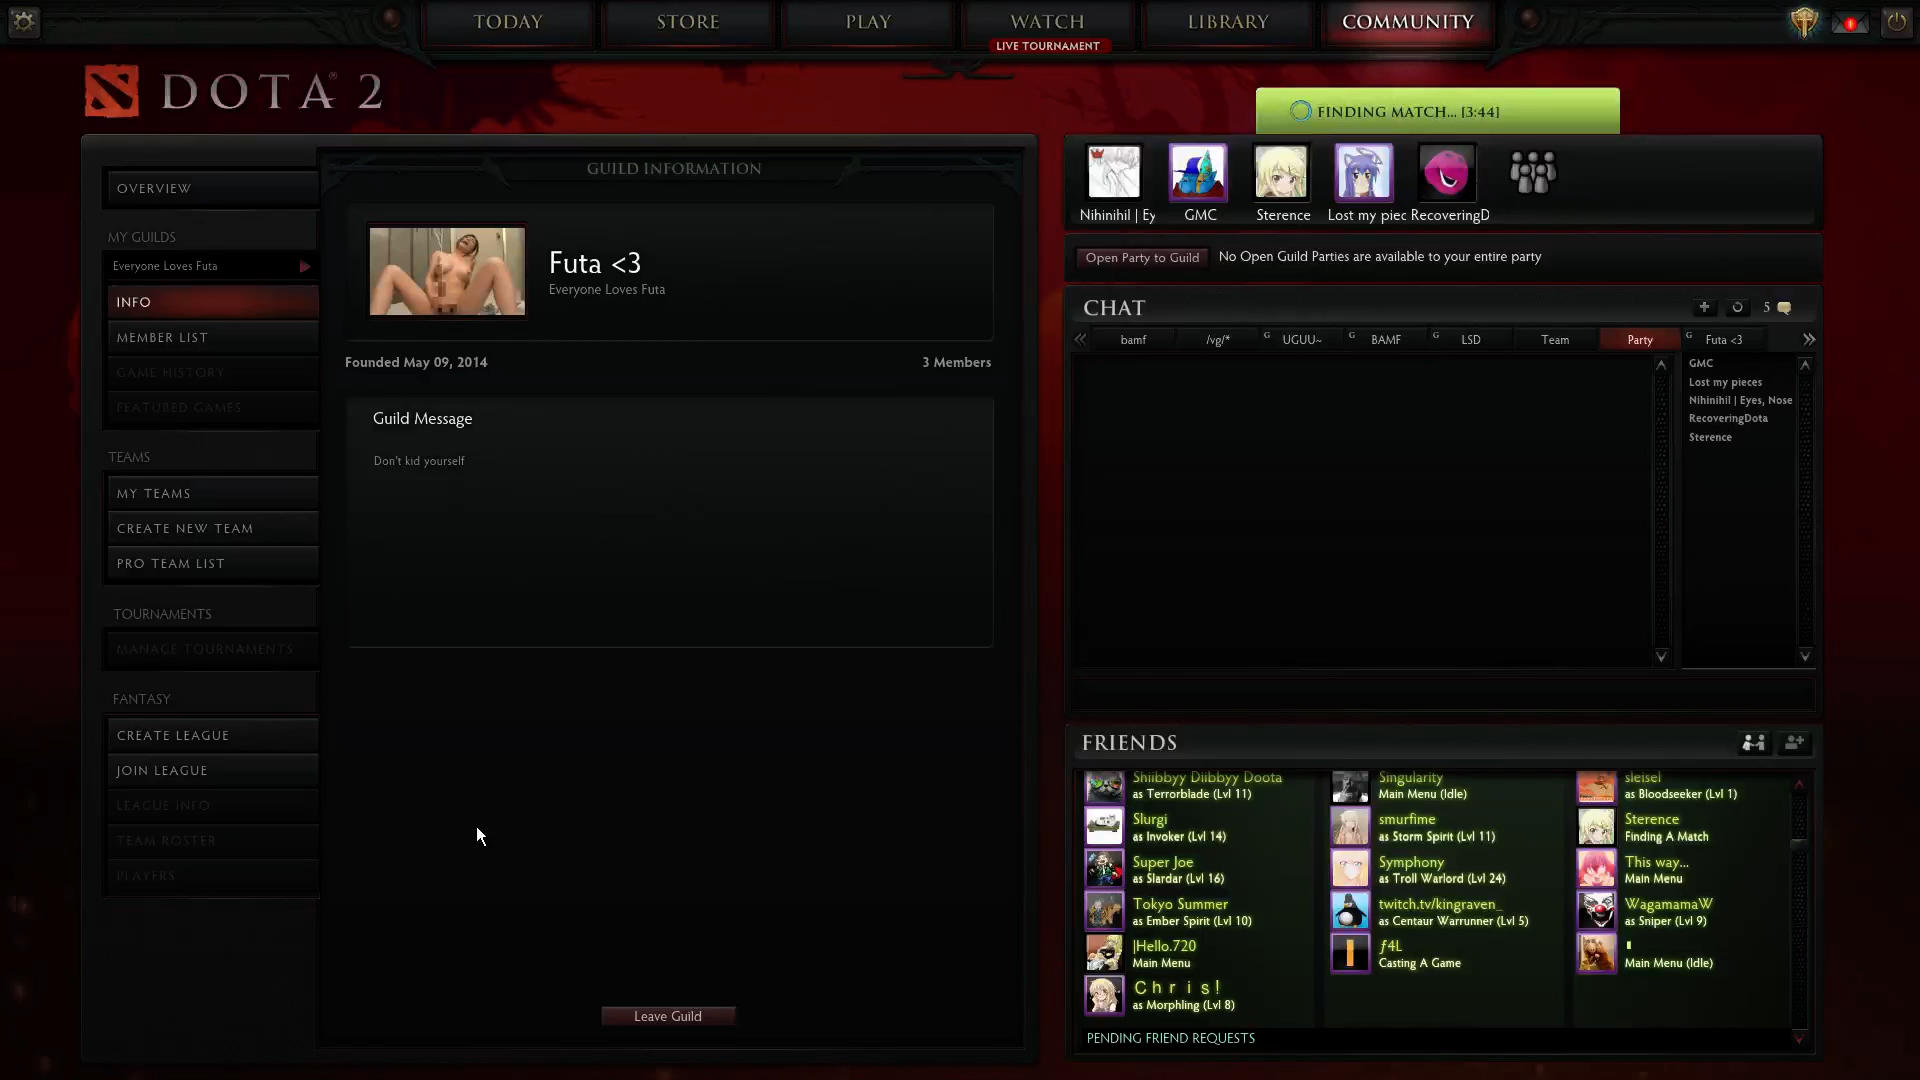 TODAY
STORE
PLAY
WATCH
LIVE TOURNAMENT
LIBRARY
COMMUNITY
DOTA® 2
FINDING MATCH... [3:44]
OVERVIEW
MY GUILDS
Everyone Loves Futa
INFO
MEMBER LIST
GAME HISTORY
FEATURED GAMES
TEAMS
MY TEAMS
CREATE NEW TEAM
PRO TEAM LIST
TOURNAMENTS
MANAGE TOURNAMENTS
FANTASY
CREATE LEAGUE
JOIN LEAGUE
LEAGUE INFO
TEAM ROSTER
PLAYERS
GUILD INFORMATION
Futa <3
Everyone Loves Futa
Founded May 09, 2014
3 Members
Guild Message
Don't kid yourself
Leave Guild
Nihinihil | Ey
GMC
Sterence
Lost my piec
RecoveringD
Open Party to Guild
No Open Guild Parties are available to your entire party
CHAT
5
bamf
/vg/*
G UGUU~
G BAMF
G LSD
Team
Party
G Futa <3
GMC
Lost my pieces
Nihinihil | Eyes, Nose
RecoveringDota
Sterence
FRIENDS
Shiibbyy Diibbyy Doota
as Terrorblade (Lvl 11)
Singularity
Main Menu (Idle)
sleisel
as Bloodseeker (Lvl 1)
Slurgi
as Invoker (Lvl 14)
smurfime
as Storm Spirit (Lvl 11)
Sterence
Finding A Match
Super Joe
as Slardar (Lvl 16)
Symphony
as Troll Warlord (Lvl 24)
This way...
Main Menu
Tokyo Summer
as Ember Spirit (Lvl 10)
twitch.tv/kingraven_
as Centaur Warrunner (Lvl 5)
WagamamaW
as Sniper (Lvl 9)
|Hello.720
Main Menu
ƒ4L
Casting A Game
Main Menu (Idle)
Ｃｈｒｉｓ！
as Morphling (Lvl 8)
PENDING FRIEND REQUESTS